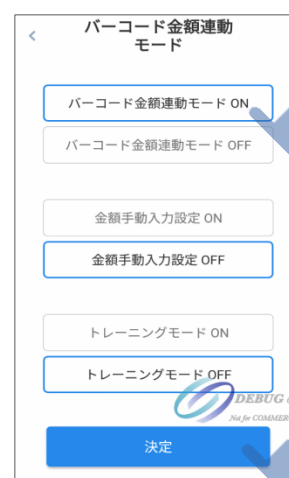 バーコード金額連動
モード
バーコード金額連動モード ON
バーコード金額連動モード OFF
金額手動入力設定 ON
金額手動入力設定 OFF
トレーニングモード ON
トレーニングモード OFF
DEBUG
Not for COMMER
決定